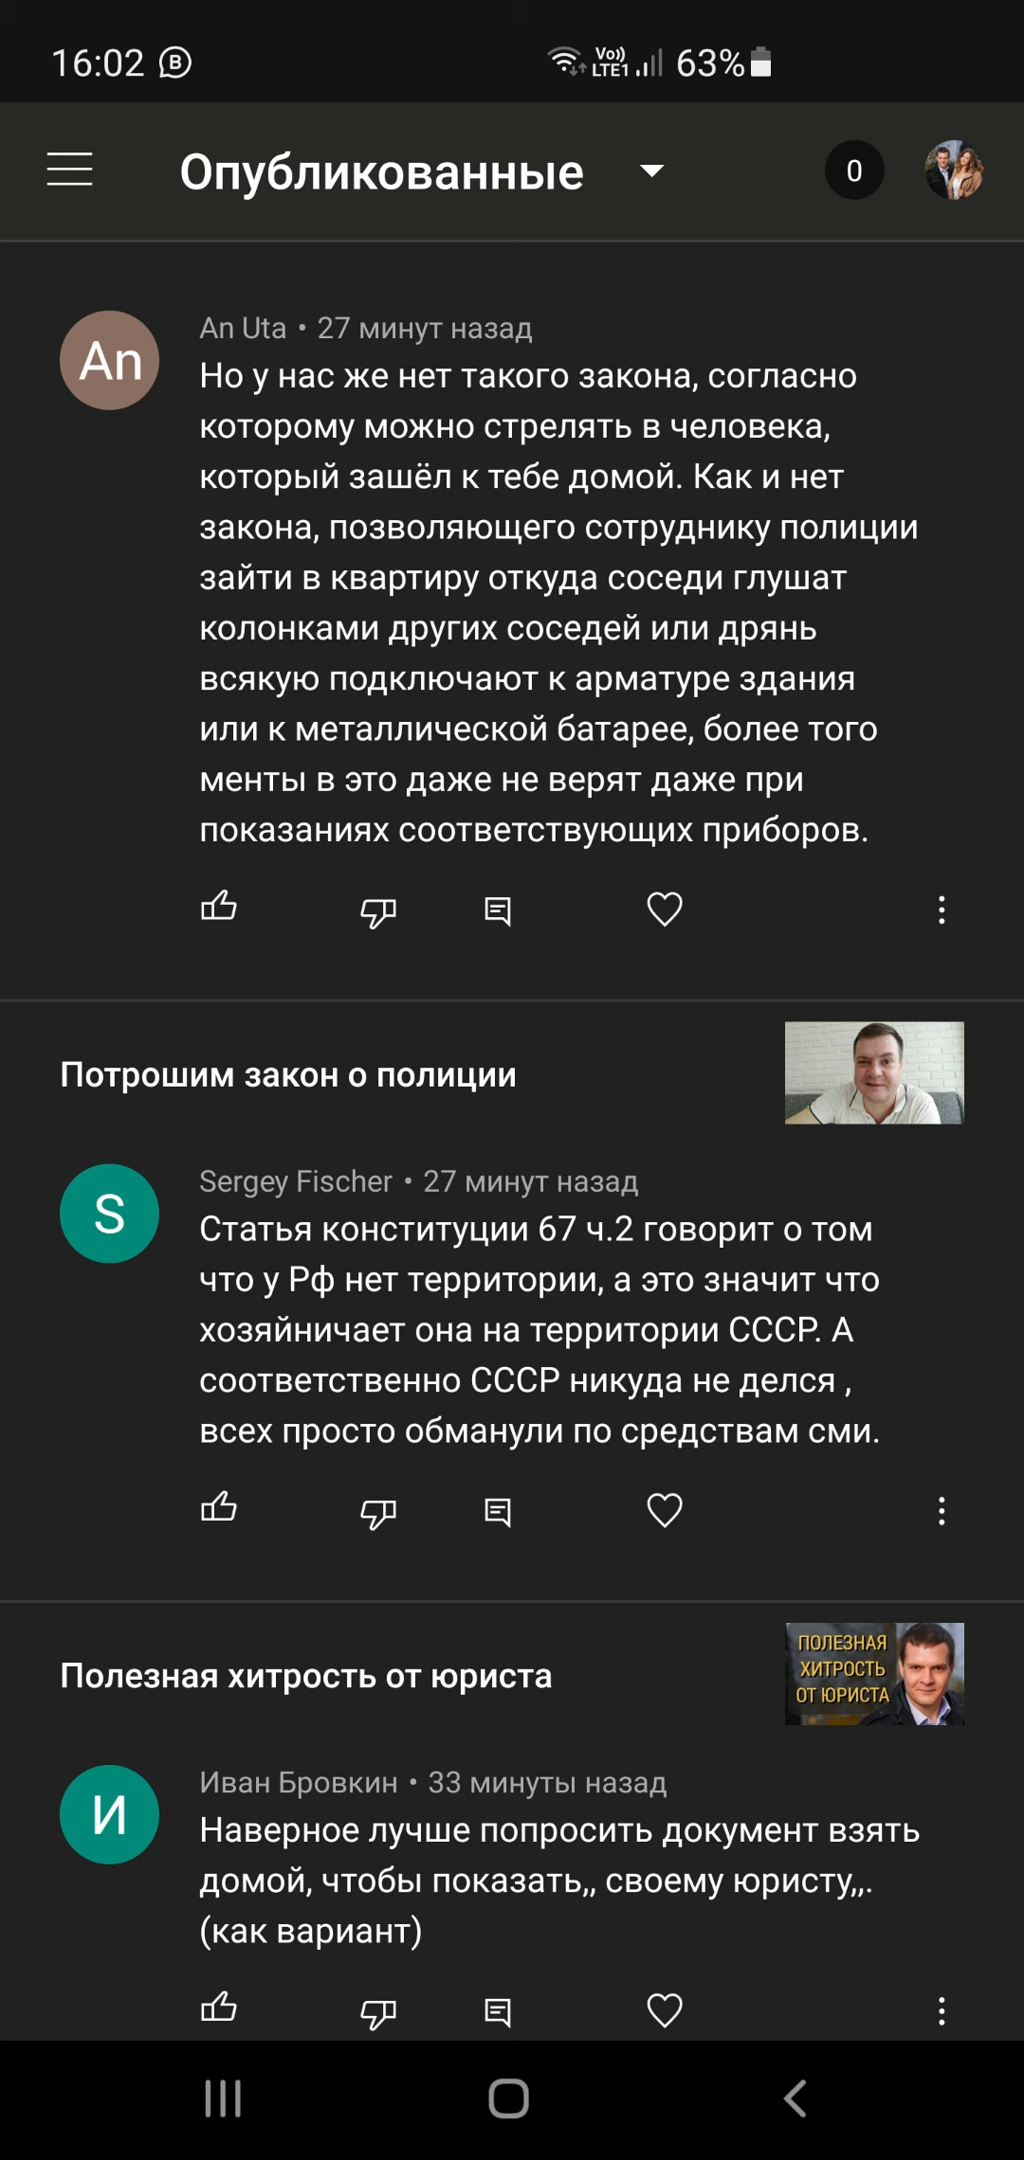 16:02
Vo))
LTE1
63%
Опубликованные
0
An
An Uta • 27 минут назад
Но у нас же нет такого закона, согласно
которому можно стрелять в человека,
который зашёл к тебе домой. Как и нет
закона, позволяющего сотруднику полиции
зайти в квартиру откуда соседи глушат
колонками других соседей или дрянь
всякую подключают к арматуре здания
или к металлической батарее, более того
менты в это даже не верят даже при
показаниях соответствующих приборов.
Потрошим закон о полиции
S
Sergey Fischer • 27 минут назад
Статья конституции 67 ч.2 говорит о том
что у Рф нет территории, а это значит что
хозяйничает она на территории СССР. А
соответственно СССР никуда не делся ,
всех просто обманули по средствам сми.
Полезная хитрость от юриста
ПОЛЕЗНАЯ
ХИТРОСТЬ
ОТ ЮРИСТА
И
Иван Бровкин • 33 минуты назад
Наверное лучше попросить документ взять
домой, чтобы показать,, своему юристу,,.
(как вариант)